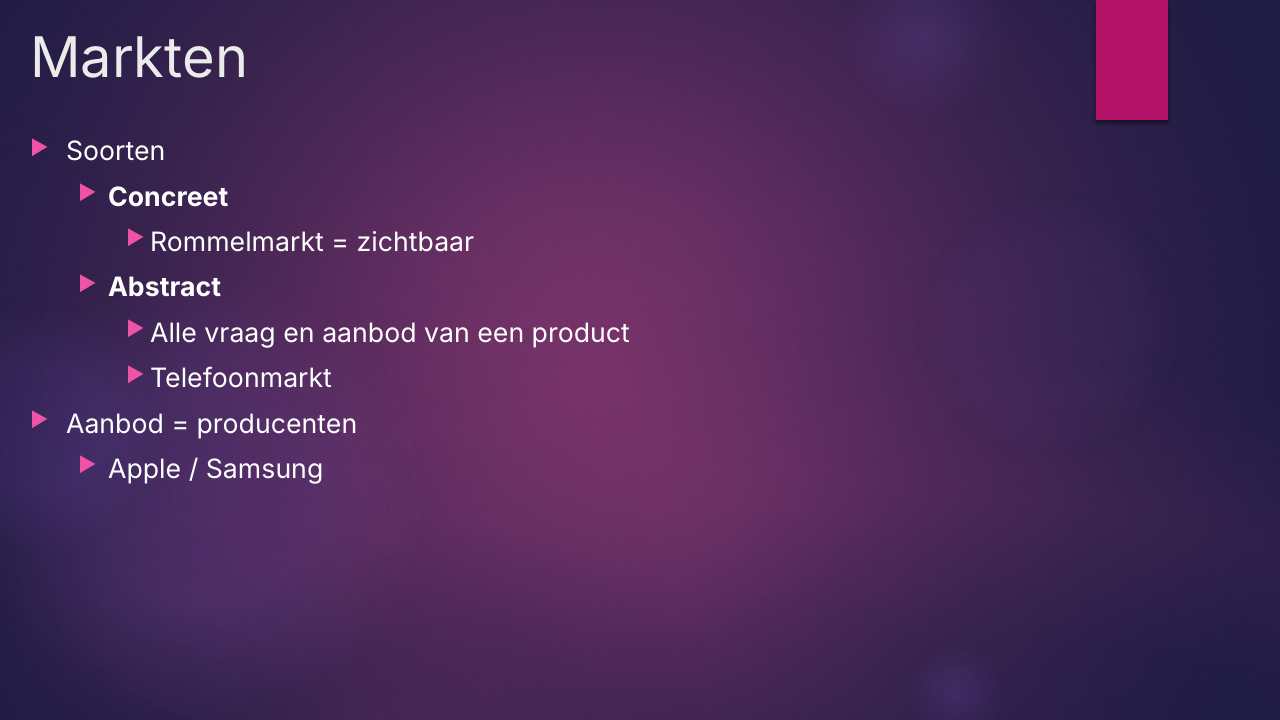 Markten
Soorten
Concreet
Rommelmarkt = zichtbaar
Abstract
Alle vraag en aanbod van een product
Telefoonmarkt
Aanbod = producenten
Apple / Samsung